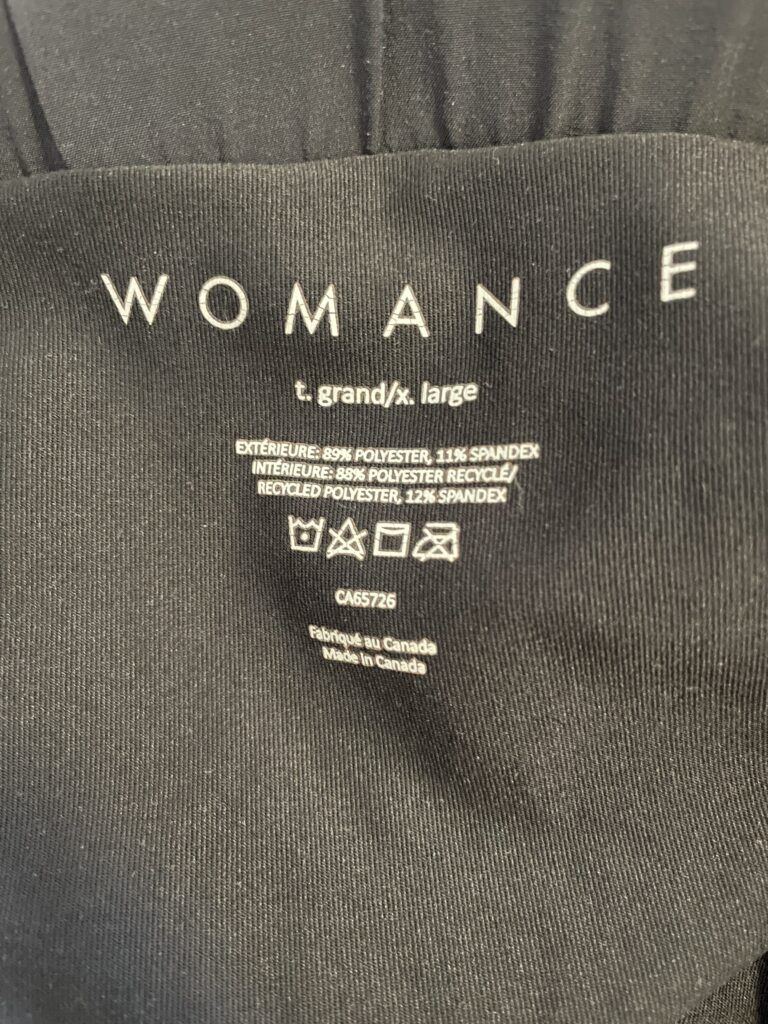 WOMANCE
t. grand/x. large
EXTÉRIEURE: 89% POLYESTER, 11% SPANDEX
INTÉRIEURE: 88% POLYESTER RECYCLÉ/
RECYCLED POLYESTER, 12% SPANDEX
CA65726
Fabriqué au Canada
Made in Canada